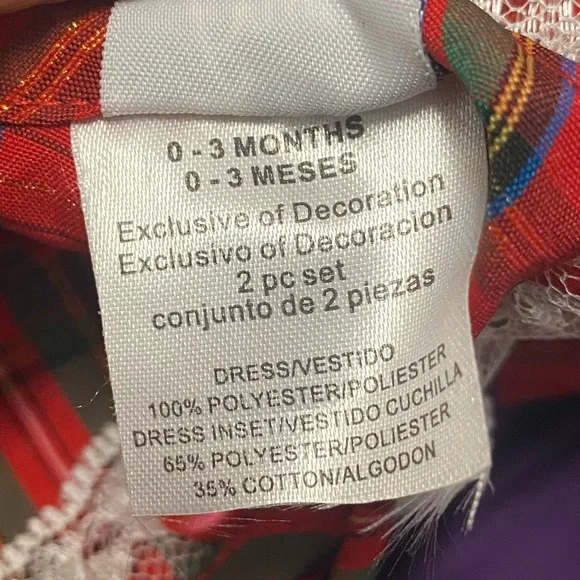 0 - 3 MONTHS
0 - 3 MESES
Exclusive of Decoration
Exclusivo of Decoracion
2 pc set
conjunto de 2 piezas
DRESS/VESTIDO
100% POLYESTER/POLIESTER
DRESS INSET/VESTIDO CUCHILLA
65% POLYESTER/POLIESTER
35% COTTON/ALGODON